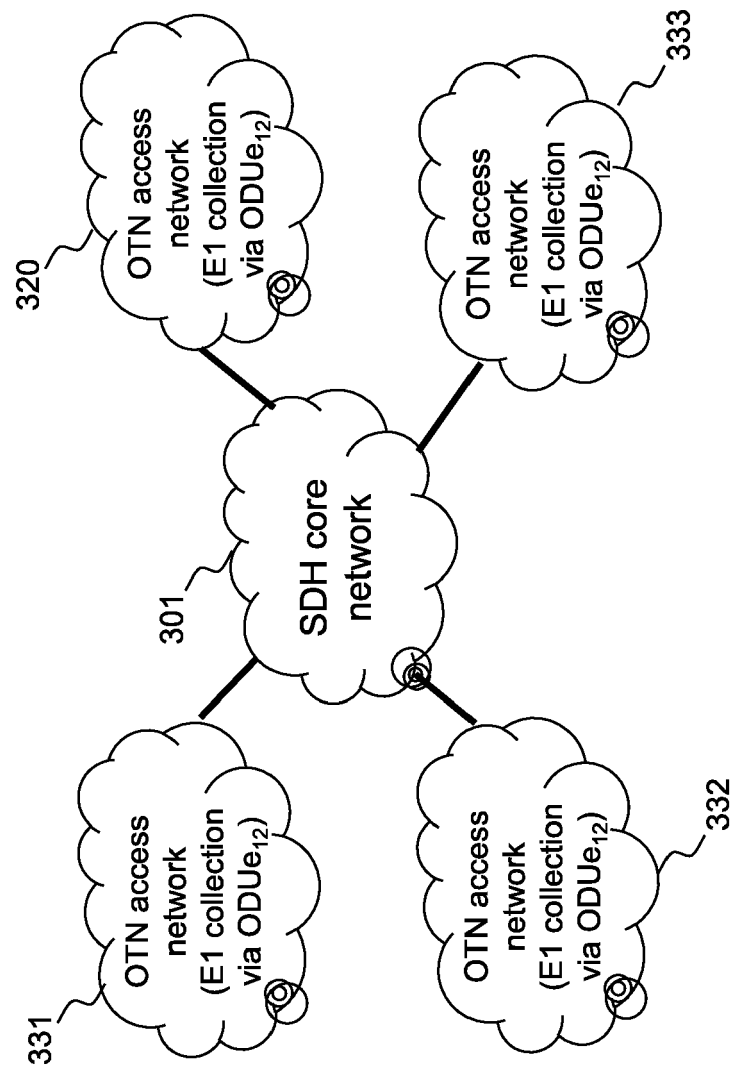 331
OTN access
network
(E1 collection
via ODUe₁₂)
320
OTN access
network
(E1 collection
via ODUe₁₂)
301
SDH core
network
OTN access
network
(E1 collection
via ODUe₁₂)
332
OTN access
network
(E1 collection
via ODUe₁₂)
333